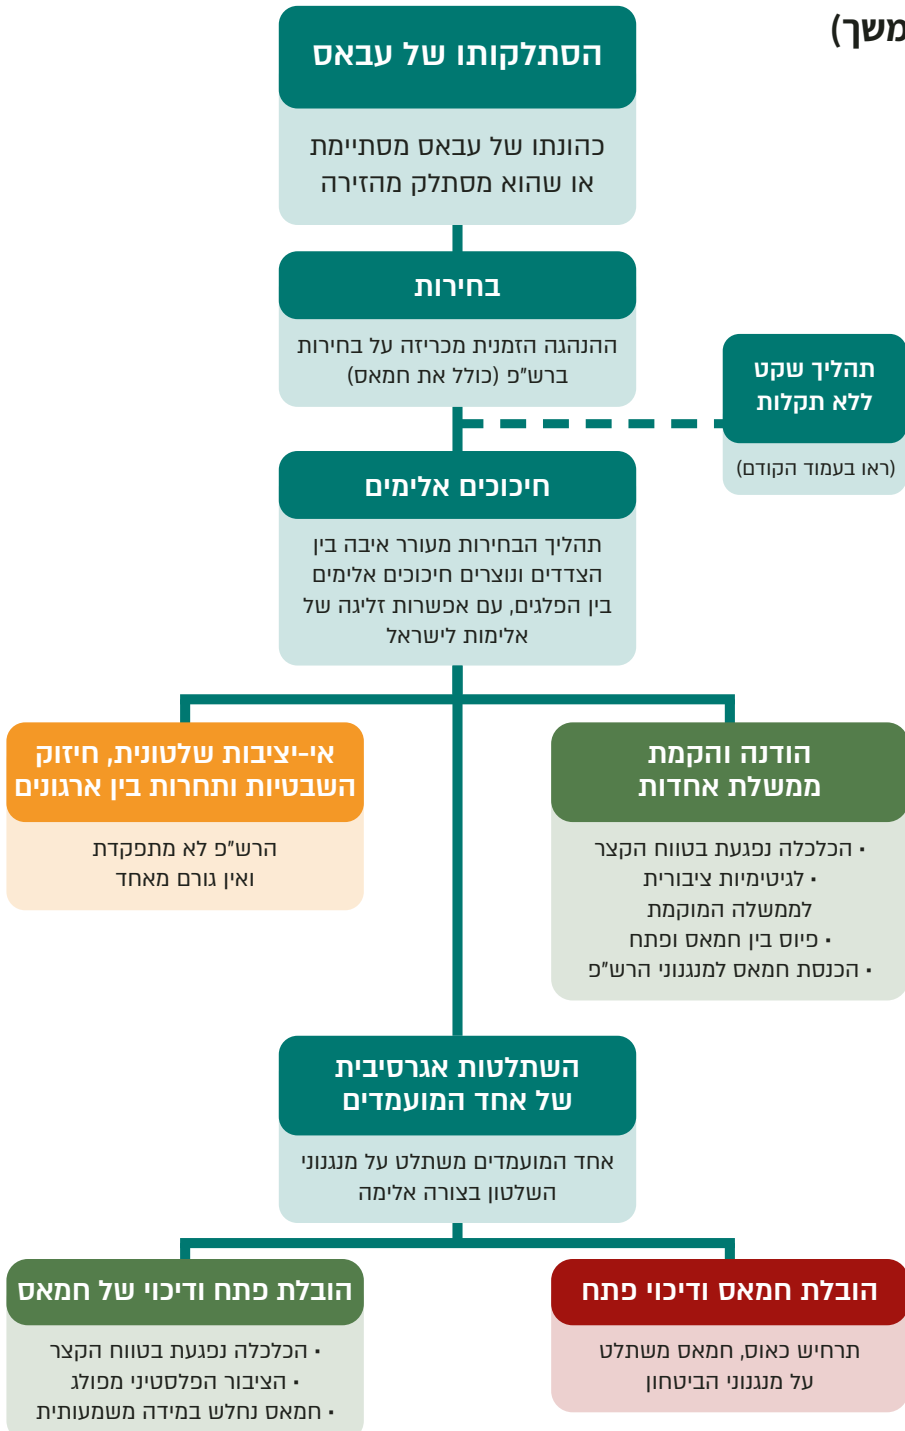 משך)
הסתלקותו של עבאס
כהונתו של עבאס מסתיימת
או שהוא מסתלק מהזירה
בחירות
ההנהגה הזמנית מכריזה על בחירות
ברש"פ (כולל את חמאס)
תהליך שקט
ללא תקלות
(ראו בעמוד הקודם)
חיכוכים אלימים
תהליך הבחירות מעורר איבה בין
הצדדים ונוצרים חיכוכים אלימים
בין הפלגים, עם אפשרות זליגה של
אלימות לישראל
הודנה והקמת
ממשלת אחדות
• הכלכלה נפגעת בטווח הקצר
• לגיטימיות ציבורית
לממשלה המוקמת
• פיוס בין חמאס ופתח
• הכנסת חמאס למנגנוני הרש"פ
אי-יציבות שלטונית, חיזוק
השבטיות ותחרות בין ארגונים
הרש"פ לא מתפקדת
ואין גורם מאחד
השתלטות אגרסיבית
של אחד המועמדים
אחד המועמדים משתלט על מנגנוני
השלטון בצורה אלימה
הובלת חמאס ודיכוי פתח
תרחיש כאוס, חמאס משתלט
על מנגנוני הביטחון
הובלת פתח ודיכוי של חמאס
• הכלכלה נפגעת בטווח הקצר
• הציבור הפלסטיני מפולג
• חמאס נחלש במידה משמעותית